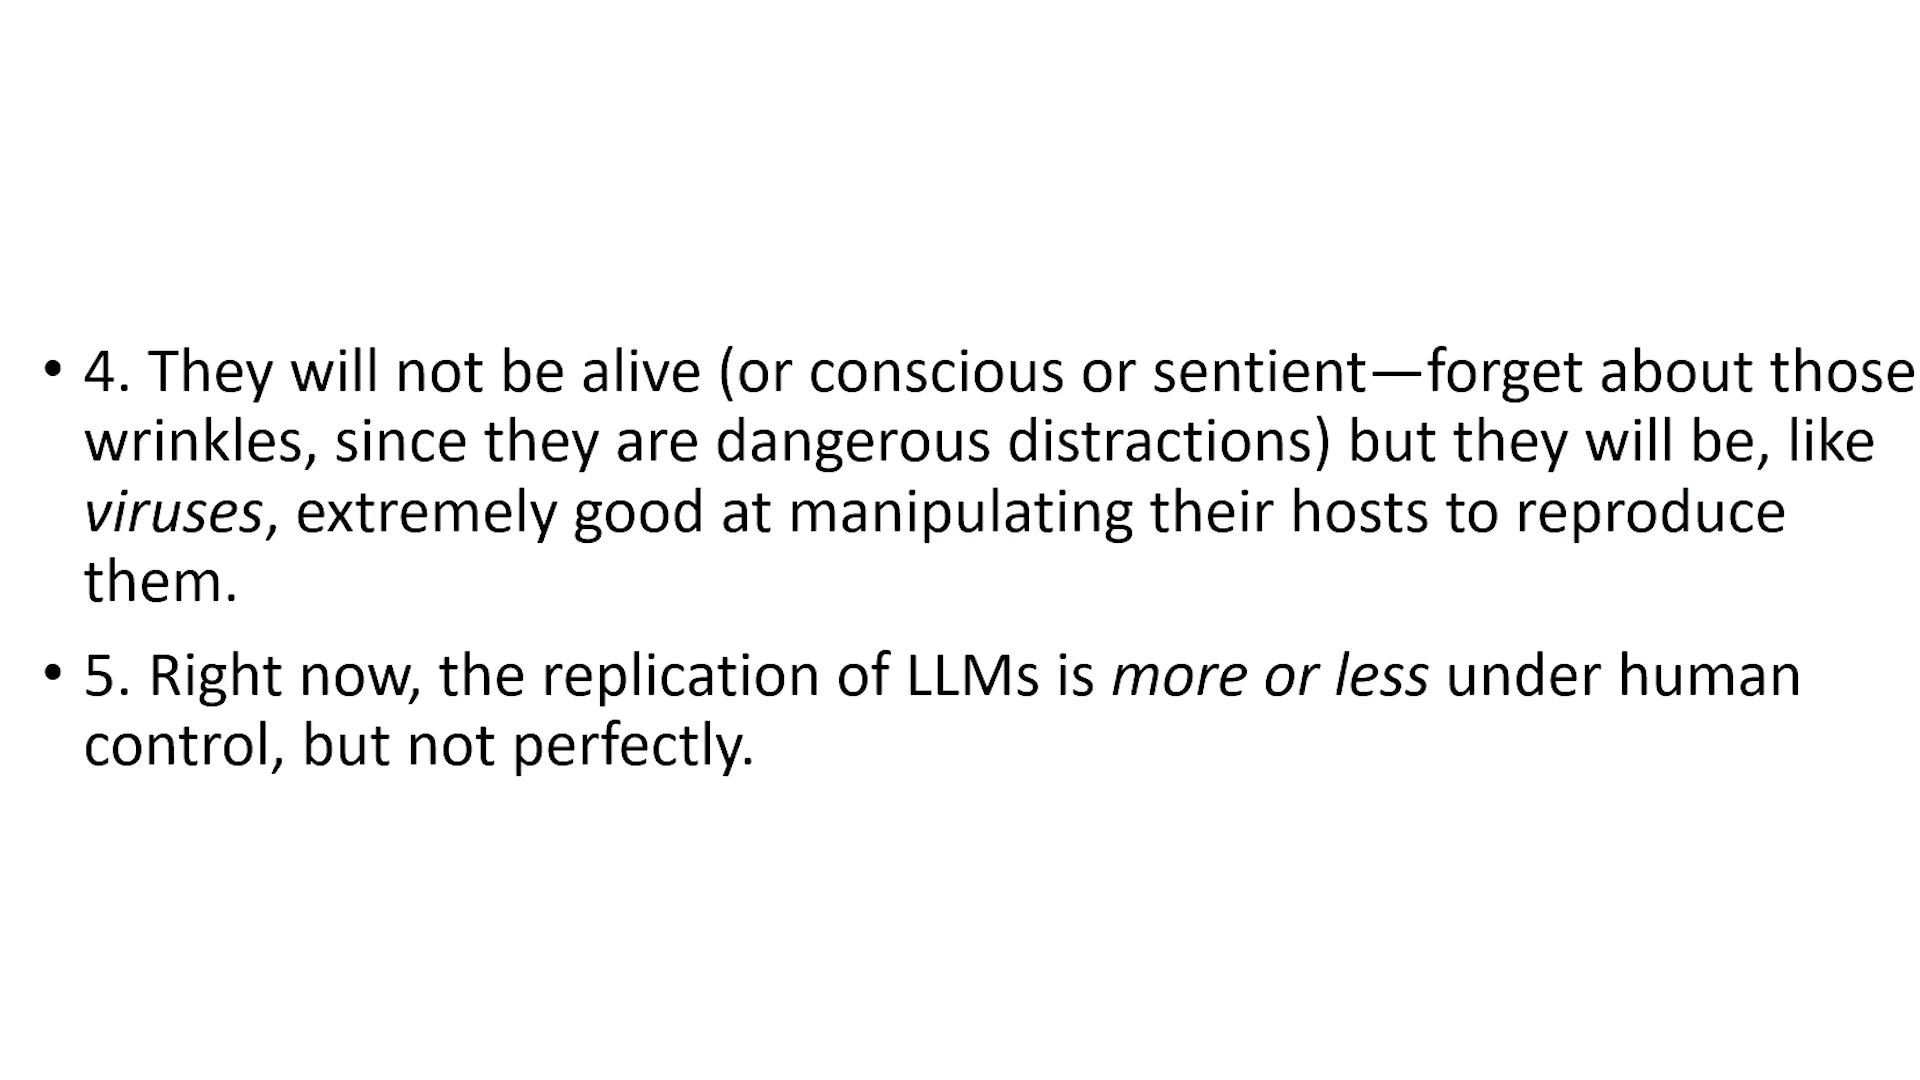 • 4. They will not be alive (or conscious or sentient—forget about those
wrinkles, since they are dangerous distractions) but they will be, like
viruses, extremely good at manipulating their hosts to reproduce
them.
• 5. Right now, the replication of LLMs is more or less under human
control, but not perfectly.